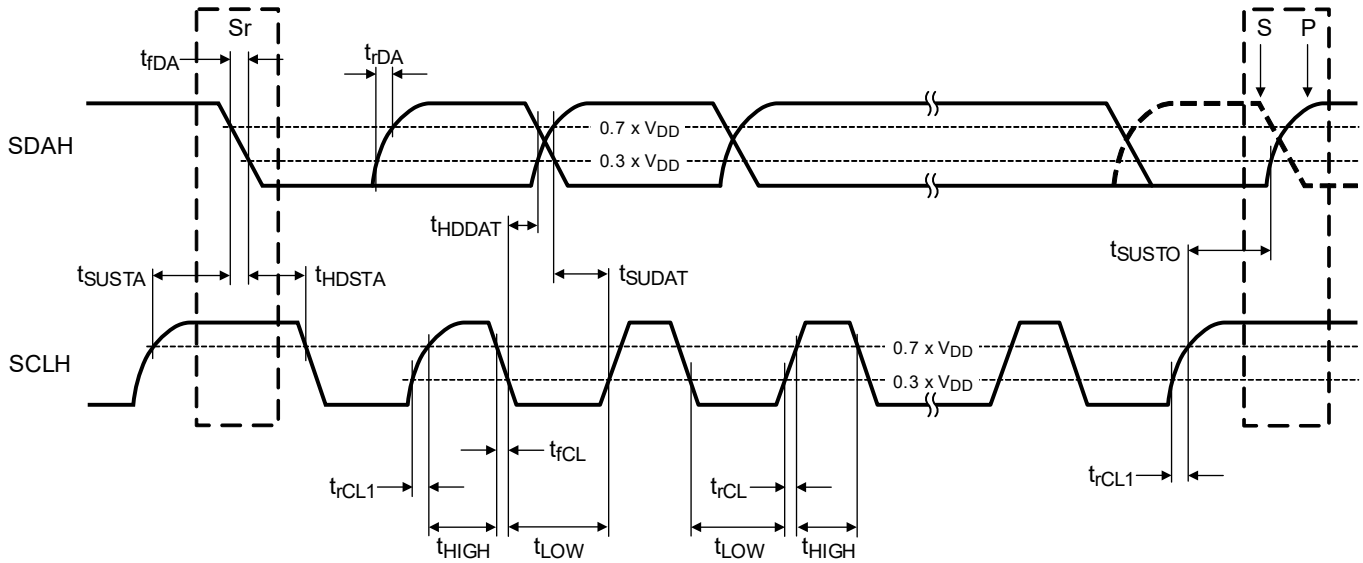 Sr
S P
tfDA
trDA
SDAH
0.7 x VDD
0.3 x VDD
tHDDAT
tSUSTA
tHDSTA
tSUDAT
tSUSTO
SCLH
0.7 x VDD
0.3 x VDD
tfCL
trCL1
trCL
trCL1
tHIGH
tLOW
tLOW
tHIGH